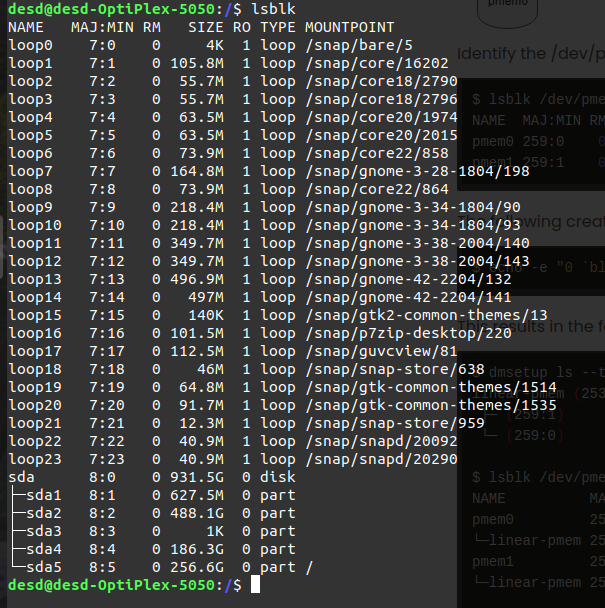 desd@desd-OptiPlex-5050:/$ lsblk
NAME   MAJ:MIN RM   SIZE RO TYPE MOUNTPOINT
loop0    7:0    0     4K  1 loop /snap/bare/5
loop1    7:1    0 105.8M  1 loop /snap/core/16202
loop2    7:2    0  55.7M  1 loop /snap/core18/2790
loop3    7:3    0  55.7M  1 loop /snap/core18/2796
loop4    7:4    0  63.5M  1 loop /snap/core20/1974
loop5    7:5    0  63.5M  1 loop /snap/core20/2015
loop6    7:6    0  73.9M  1 loop /snap/core22/858
loop7    7:7    0 164.8M  1 loop /snap/gnome-3-28-1804/198
loop8    7:8    0  73.9M  1 loop /snap/core22/864
loop9    7:9    0 218.4M  1 loop /snap/gnome-3-34-1804/90
loop10   7:10   0 218.4M  1 loop /snap/gnome-3-34-1804/93
loop11   7:11   0 349.7M  1 loop /snap/gnome-3-38-2004/140
loop12   7:12   0 349.7M  1 loop /snap/gnome-3-38-2004/143
loop13   7:13   0 496.9M  1 loop /snap/gnome-42-2204/132
loop14   7:14   0   497M  1 loop /snap/gnome-42-2204/141
loop15   7:15   0   140K  1 loop /snap/gtk2-common-themes/13
loop16   7:16   0 101.5M  1 loop /snap/p7zip-desktop/220
loop17   7:17   0 112.5M  1 loop /snap/guvcview/81
loop18   7:18   0    46M  1 loop /snap/snap-store/638
loop19   7:19   0  64.8M  1 loop /snap/gtk-common-themes/1514
loop20   7:20   0  91.7M  1 loop /snap/gtk-common-themes/1535
loop21   7:21   0  12.3M  1 loop /snap/snap-store/959
loop22   7:22   0  40.9M  1 loop /snap/snapd/20092
loop23   7:23   0  40.9M  1 loop /snap/snapd/20290
sda      8:0    0 931.5G  0 disk
├─sda1   8:1    0 627.5M  0 part
├─sda2   8:2    0 488.1G  0 part
├─sda3   8:3    0     1K  0 part
├─sda4   8:4    0 186.3G  0 part
└─sda5   8:5    0 256.6G  0 part /
desd@desd-OptiPlex-5050:/$
pmem0
Identify the /dev/p
$ lsblk /dev/pme
NAME  MAJ:MIN RM
pmem0 259:0    0
pmem1 259:1    0
The following crea
$ echo -e "0 `bl
This results in the f
dmsetup ls --t
linear-pmem (253
├─ (259:1)
└─ (259:0)
$ lsblk /dev/pme
NAME          MA
pmem0         25
└─linear-pmem 25
pmem1         25
└─linear-pmem 25